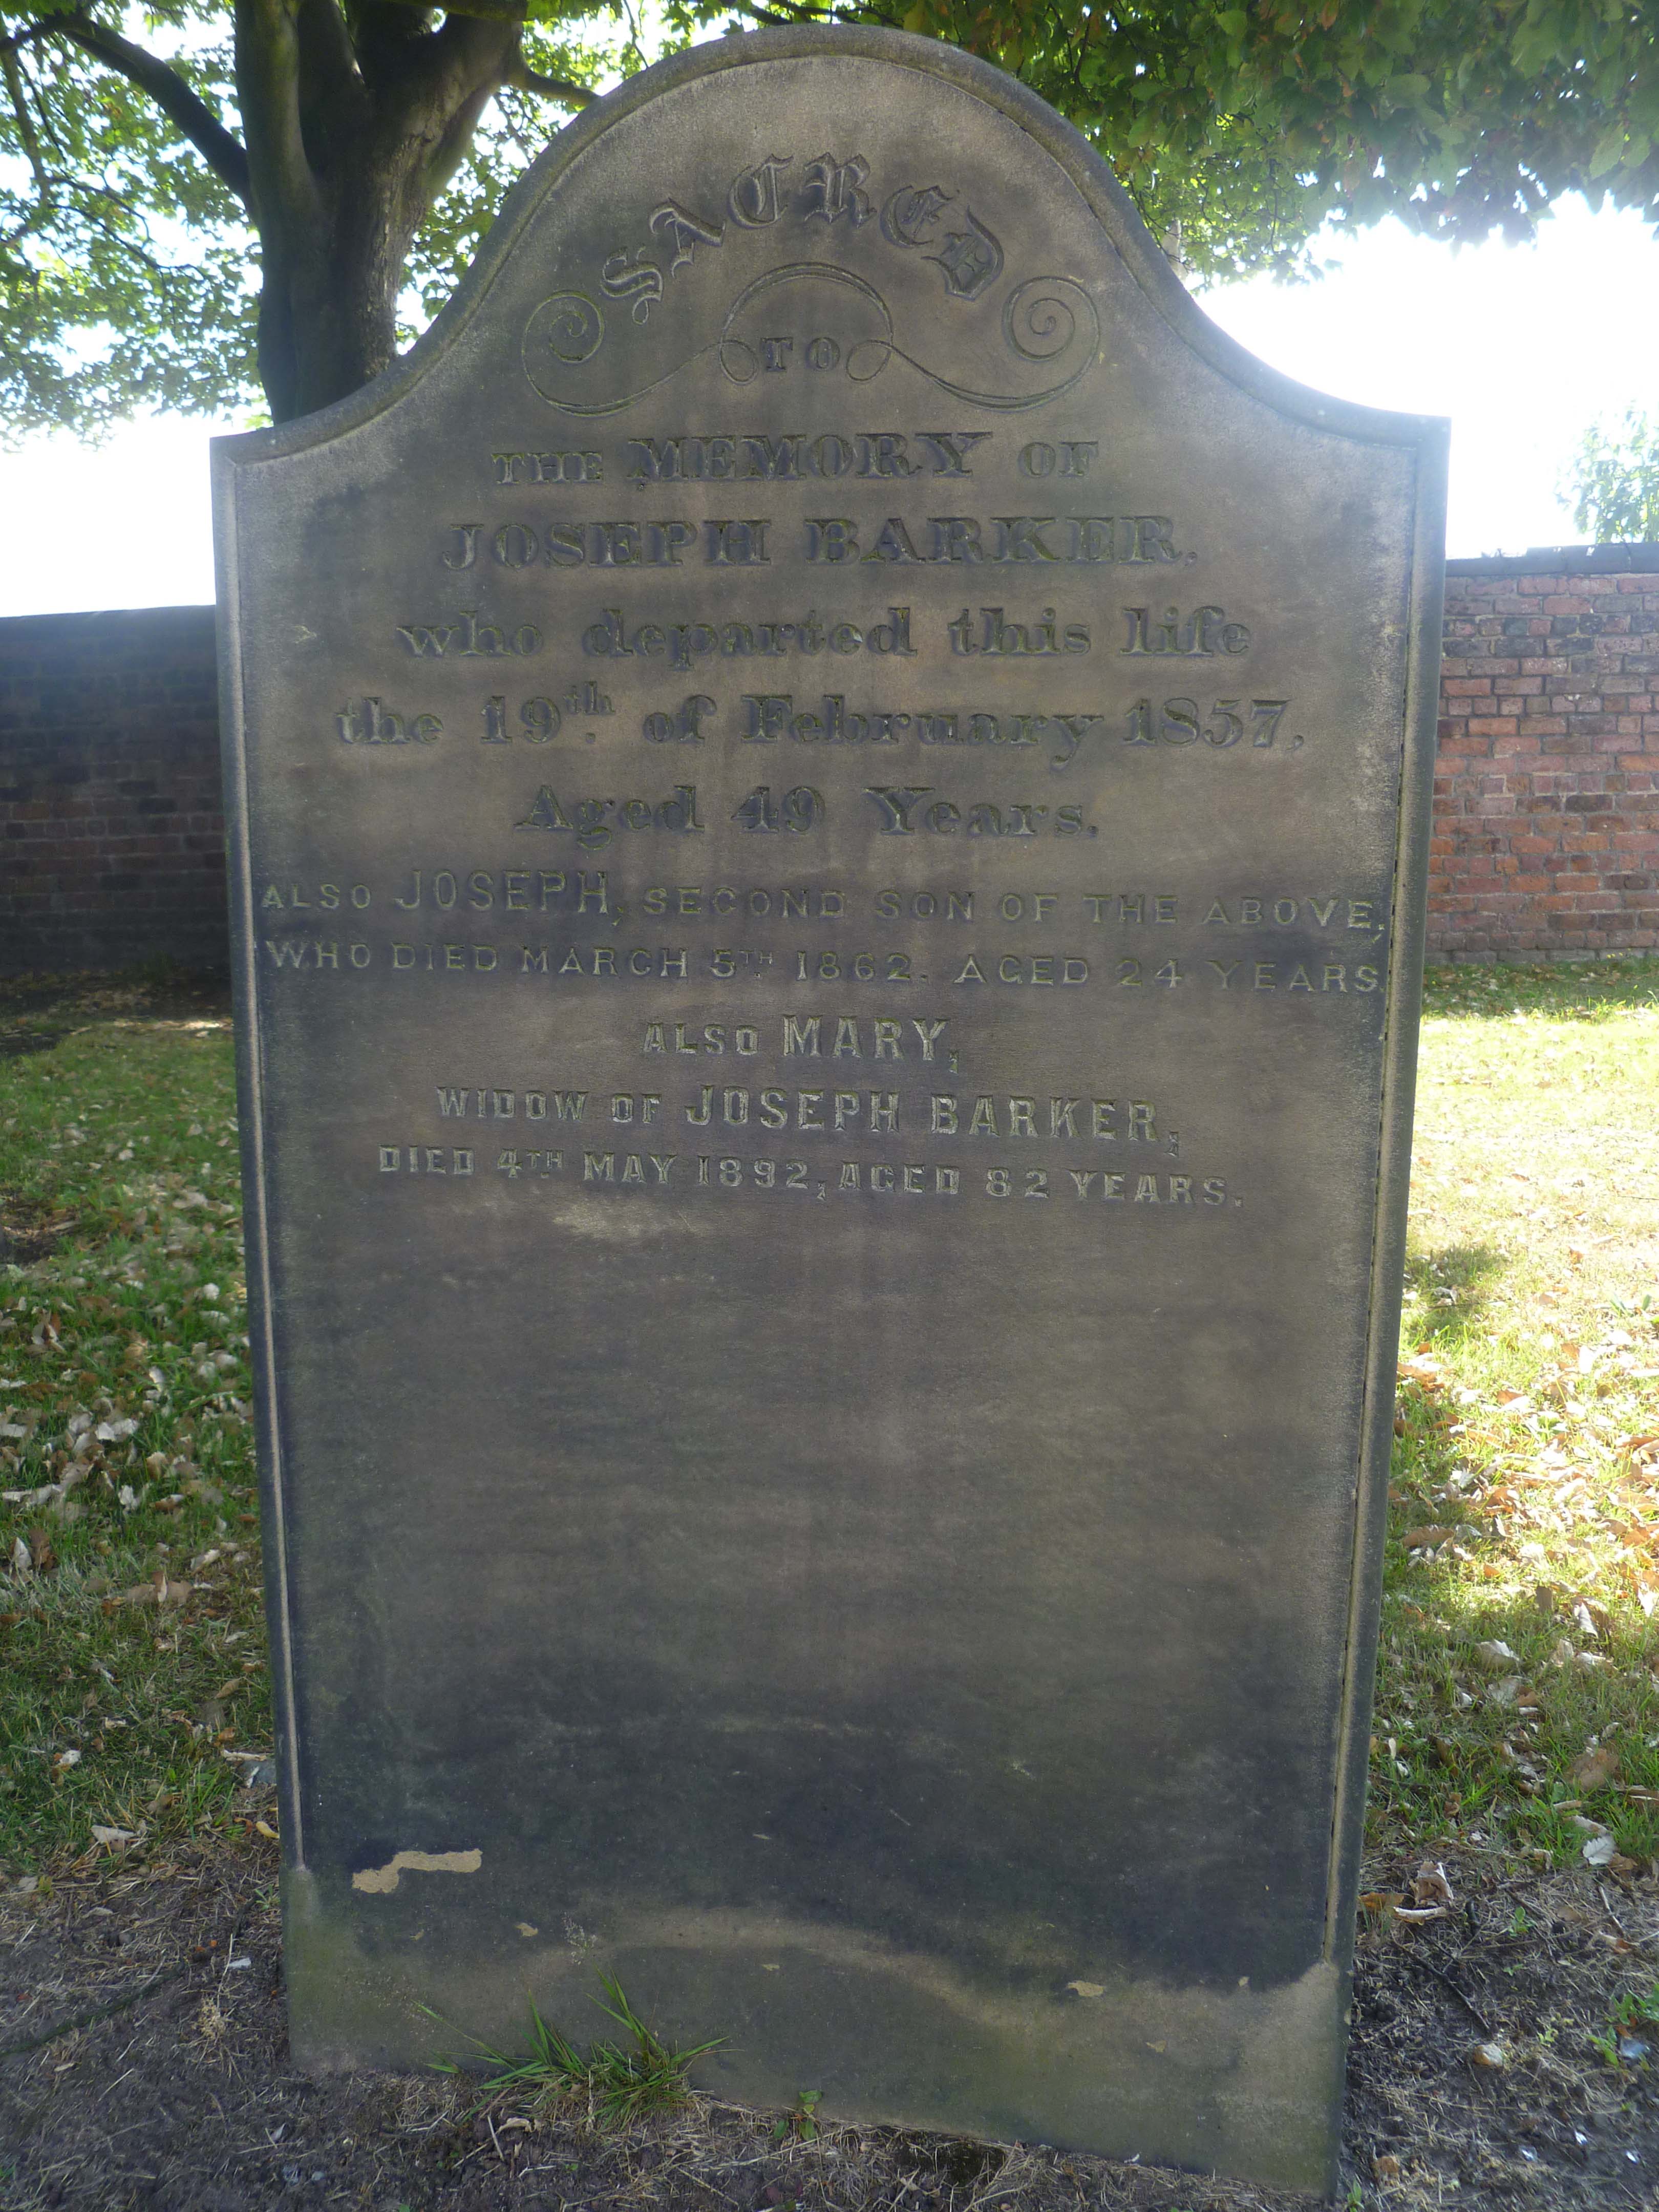 SACRED
TO
THE MEMORY OF
JOSEPH BARKER,
who departed this life
the 19th. of February 1857,
Aged 49 Years.
ALSO JOSEPH, SECOND SON OF THE ABOVE,
WHO DIED MARCH 5TH 1862. AGED 24 YEARS.
ALSO MARY,
WIDOW OF JOSEPH BARKER,
DIED 4TH MAY 1892, AGED 82 YEARS.